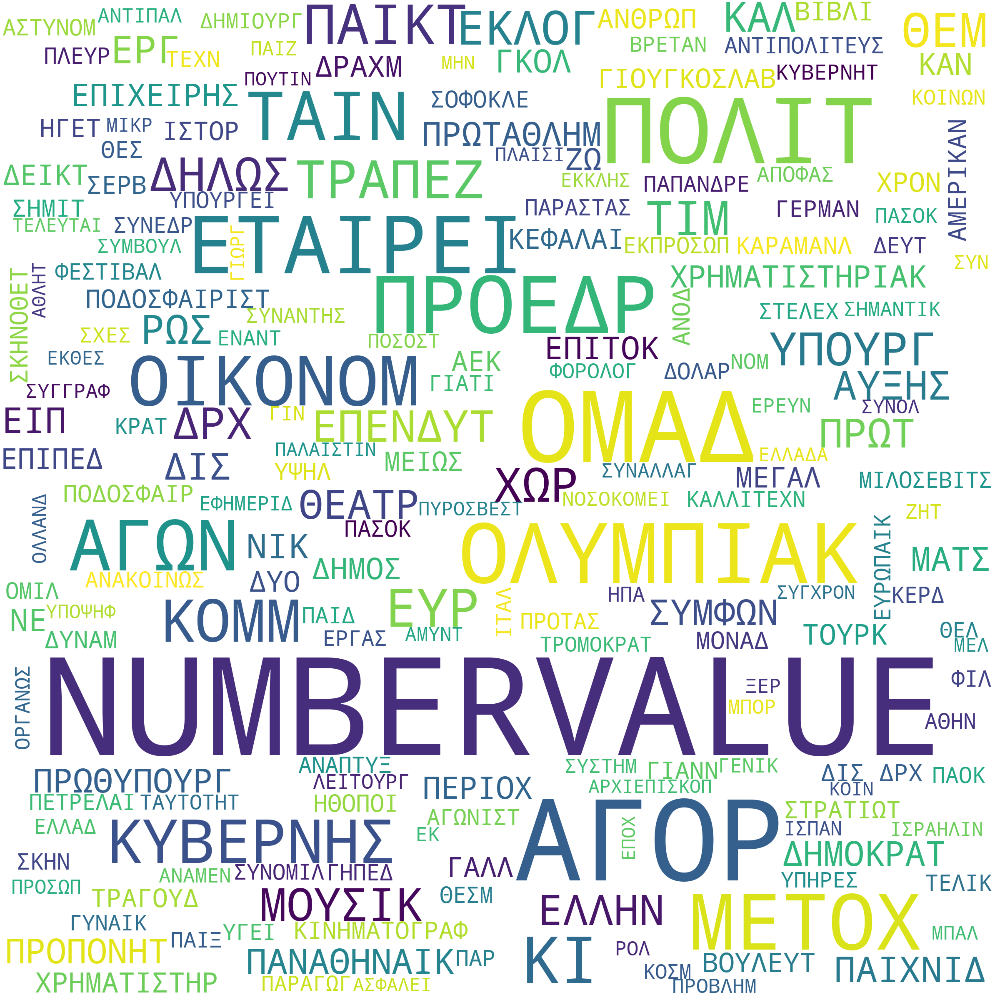 ΑΣΤΥΝΟΜ
ΑΝΤΙΠΑΛ
ΔΗΜΙΟΥΡΓ
ΠΑΙΚΤ
ΕΚΛΟΓ
ΑΝΘΡΩΠ
ΚΑΛ
ΒΙΒΛΙ
ΘΕΜ
ΠΛΕΥΡ
ΕΡΓ
ΤΕΧΝ
ΠΑΙΖ
ΔΡΑΧΜ
ΜΗΝ
ΓΚΟΛ
ΒΡΕΤΑΝ
ΑΝΤΙΠΟΛΙΤΕΥΣ
ΚΑΝ
ΕΠΙΧΕΙΡΗΣ
ΠΟΥΤΙΝ
ΓΙΟΥΓΚΟΣΛΑΒ
ΚΥΒΕΡΝΗΤ
ΤΑΙΝ
ΣΟΦΟΚΛΕ
ΠΟΛΙΤ
ΚΟΙΝΩΝ
ΗΓΕΤ
ΜΙΚΡ
ΙΣΤΟΡ
ΠΡΩΤΑΘΛΗΜ
ΑΜΕΡΙΚΑΝ
ΘΕΣ
ΠΛΑΙΣΙ
ΖΩ
ΔΕΙΚΤ
ΣΕΡΒ
ΔΗΛΩΣ
ΤΡΑΠΕΖ
ΕΚΚΛΗΣ
ΠΑΠΑΝΔΡΕ
ΑΠΟΦΑΣ
ΧΡΟΝ
ΣΗΜΙΤ
ΥΠΟΥΡΓΕΙ
ΠΑΡΑΣΤΑΣ
ΤΙΜ
ΓΕΡΜΑΝ
ΠΑΣΟΚ
ΤΕΛΕΥΤΑΙ
ΣΥΝΕΔΡ
ΕΤΑΙΡΕΙ
ΓΙΩΡΓ
ΚΕΦΑΛΑΙ
ΕΚΠΡΟΣΩΠ
ΚΑΡΑΜΑΝΛ
ΔΕΥΤ
ΣΥΜΒΟΥΛ
ΣΥΝ
ΣΚΗΝΟΘΕΤ
ΑΘΛΗΤ
ΦΕΣΤΙΒΑΛ
ΠΡΟΕΔΡ
ΧΡΗΜΑΤΙΣΤΗΡΙΑΚ
ΠΟΔΟΣΦΑΙΡΙΣΤ
ΑΝΟΔ
ΣΤΕΛΕΧ
ΣΗΜΑΝΤΙΚ
ΣΥΝΑΝΤΗΣ
ΣΧΕΣ
ΡΩΣ
ΕΝΑΝΤ
ΠΟΣΟΣΤ
ΕΠΙΤΟΚ
ΥΠΟΥΡΓ
ΕΚΘΕΣ
ΟΙΚΟΝΟΜ
ΑΕΚ
ΦΟΡΟΛΟΓ
ΔΟΛΑΡ
ΝΟΜ
ΣΥΓΓΡΑΦ
ΓΙΑΤΙ
ΑΥΞΗΣ
ΕΙΠ
ΚΡΑΤ
ΔΡΧ
ΓΙΝ
ΕΠΕΝΔΥΤ
ΟΜΑΔ
ΕΡΕΥΝ
ΣΥΝΟΛ
ΠΡΩΤ
ΕΠΙΠΕΔ
ΔΙΣ
ΠΑΛΑΙΣΤΙΝ
ΥΨΗΛ
ΜΕΙΩΣ
ΧΩΡ
ΕΛΛΑΔΑ
ΣΥΝΑΛΛΑΓ
ΜΕΓΑΛ
ΜΙΛΟΣΕΒΙΤΣ
ΟΛΛΑΝΔ
ΠΟΔΟΣΦΑΙΡ
ΕΦΗΜΕΡΙΔ
ΘΕΑΤΡ
ΠΥΡΟΣΒΕΣΤ
ΝΟΣΟΚΟΜΕΙ
ΚΑΛΛΙΤΕΧΝ
ΖΗΤ
ΑΓΩΝ
ΝΙΚ
ΠΑΣΟΚ
ΟΛΥΜΠΙΑΚ
ΕΥΡΩΠΑΙΚ
ΜΑΤΣ
ΑΝΑΚΟΙΝΩΣ
ΔΥΟ
ΔΗΜΟΣ
ΟΜΙΛ
ΕΥΡ
ΙΤΑΛ
ΗΠΑ
ΣΥΓΧΡΟΝ
ΚΕΡΔ
ΝΕ
ΥΠΟΨΗΦ
ΚΟΜΜ
ΠΑΙΔ
ΠΡΟΤΑΣ
ΣΥΜΦΩΝ
ΔΥΝΑΜ
ΕΡΓΑΣ
ΑΜΥΝΤ
ΤΡΟΜΟΚΡΑΤ
ΜΟΝΑΔ
ΤΟΥΡΚ
ΘΕΛ
ΜΕΛ
ΟΡΓΑΝΩΣ
NUMBERVALUE
ΞΕΡ
ΜΠΟΡ
ΦΙΛ
ΑΘΗΝ
ΠΡΩΘΥΠΟΥΡΓ
ΑΝΑΠΤΥΞ
ΛΕΙΤΟΥΡΓ
ΠΕΡΙΟΧ
ΣΥΣΤΗΜ
ΓΙΑΝΝ
ΓΕΝΙΚ
ΔΙΣ
ΔΡΧ
ΠΑΟΚ
ΑΡΧΙΕΠΙΣΚΟΠ
ΚΟΙΝ
ΠΕΤΡΕΛΑΙ
ΤΑΥΤΟΤΗΤ
ΗΘΟΠΟΙ
ΑΓΟΡ
ΣΤΡΑΤΙΩΤ
ΕΛΛΑΔ
ΚΥΒΕΡΝΗΣ
ΑΓΩΝΙΣΤ
ΕΚ
ΕΠΟΧ
ΙΣΠΑΝ
ΙΣΡΑΗΛΙΝ
ΣΚΗΝ
ΑΝΑΜΕΝ
ΣΥΝΟΜΙΛ
ΓΗΠΕΔ
ΓΑΛΛ
ΔΗΜΟΚΡΑΤ
ΠΡΟΣΩΠ
ΤΡΑΓΟΥΔ
ΜΟΥΣΙΚ
ΘΕΣΜ
ΥΠΗΡΕΣ
ΤΕΛΙΚ
ΓΥΝΑΙΚ
ΕΛΛΗΝ
ΜΕΤΟΧ
ΠΡΟΠΟΝΗΤ
ΠΑΙΞ
ΥΓΕΙ
ΚΙΝΗΜΑΤΟΓΡΑΦ
ΚΙ
ΡΟΛ
ΜΠΑΛ
ΠΑΝΑΘΗΝΑΙΚ
ΠΑΡ
ΚΟΣΜ
ΒΟΥΛΕΥΤ
ΠΑΙΧΝΙΔ
ΧΡΗΜΑΤΙΣΤΗΡ
ΠΑΡΑΓΩΓ
ΑΣΦΑΛΕΙ
ΠΡΟΒΛΗΜ